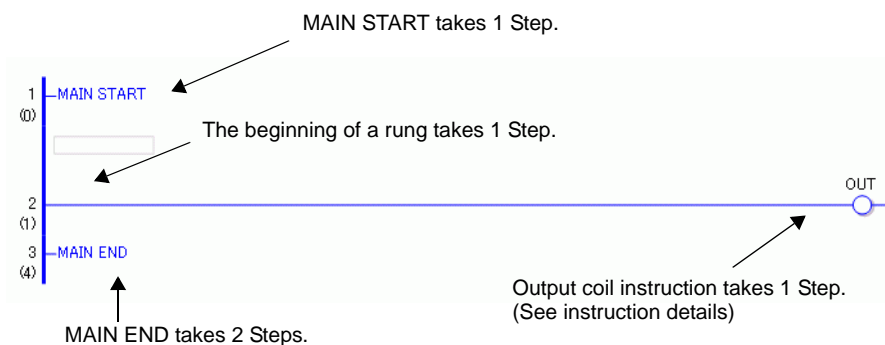 MAIN START takes 1 Step.
1 MAIN START
(0)
The beginning of a rung takes 1 Step.
OUT
2
(1)
3 MAIN END
(4)
Output coil instruction takes 1 Step.
(See instruction details)
MAIN END takes 2 Steps.